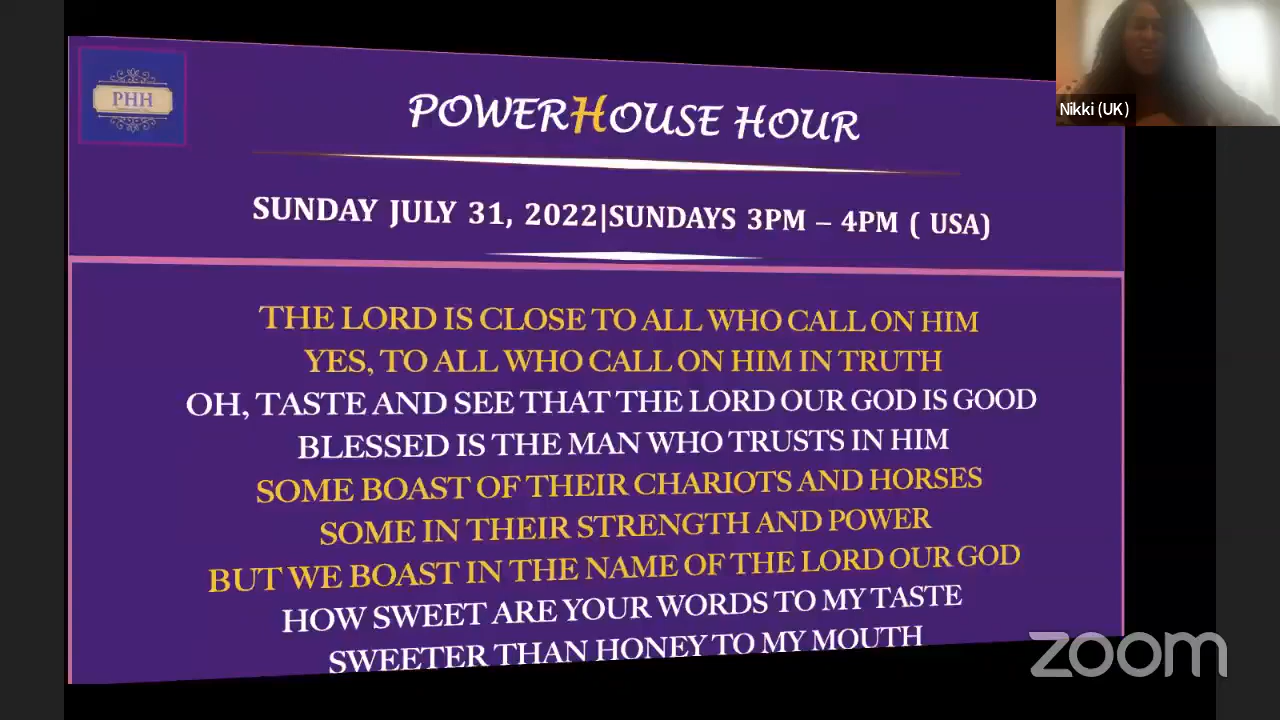 PHH
POWERHOUSE HOUR
Nikki (UK)
SUNDAY JULY 31, 2022|SUNDAYS 3PM – 4PM ( USA)
THE LORD IS CLOSE TO ALL WHO CALL ON HIM
YES, TO ALL WHO CALL ON HIM IN TRUTH
OH, TASTE AND SEE THAT THE LORD OUR GOD IS GOOD
BLESSED IS THE MAN WHO TRUSTS IN HIM
SOME BOAST OF THEIR CHARIOTS AND HORSES
SOME IN THEIR STRENGTH AND POWER
BUT WE BOAST IN THE NAME OF THE LORD OUR GOD
HOW SWEET ARE YOUR WORDS TO MY TASTE
SWEETER THAN HONEY TO MY MOUTH
zoom